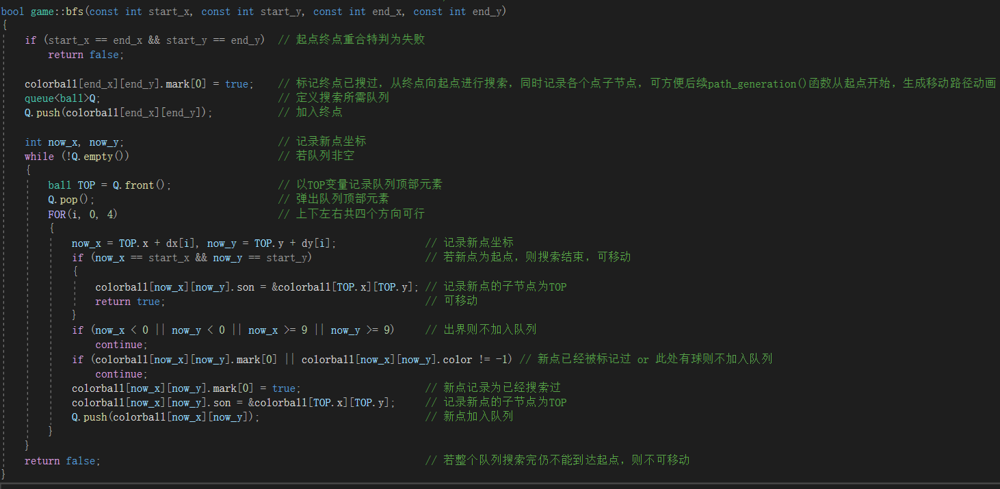 bool game::bfs(const int start_x, const int start_y, const int end_x, const int end_y)
{
    if (start_x == end_x && start_y == end_y)  // 起点终点重合特判为失败
        return false;

    colorball[end_x][end_y].mark[0] = true;    // 标记终点已搜过，从终点向起点进行搜索，同时记录各个点子节点，可方便后续path_generation()函数从起点开始，生成移动路径动画
    queue<ball>Q;                              // 定义搜索所需队列
    Q.push(colorball[end_x][end_y]);           // 加入终点

    int now_x, now_y;                          // 记录新点坐标
    while (!Q.empty())                         // 若队列非空
    {
        ball TOP = Q.front();                  // 以TOP变量记录队列顶部元素
        Q.pop();                               // 弹出队列顶部元素
        FOR(i, 0, 4)                           // 上下左右共四个方向可行
        {
            now_x = TOP.x + dx[i], now_y = TOP.y + dy[i];               // 记录新点坐标
            if (now_x == start_x && now_y == start_y)                   // 若新点为起点，则搜索结束，可移动
            {
                colorball[now_x][now_y].son = &colorball[TOP.x][TOP.y]; // 记录新点的子节点为TOP
                return true;                                            // 可移动
            }
            if (now_x < 0 || now_y < 0 || now_x >= 9 || now_y >= 9)     // 出界则不加入队列
                continue;
            if (colorball[now_x][now_y].mark[0] || colorball[now_x][now_y].color != -1) // 新点已经被标记过 or 此处有球则不加入队列
                continue;
            colorball[now_x][now_y].mark[0] = true;                     // 新点记录为已经搜索过
            colorball[now_x][now_y].son = &colorball[TOP.x][TOP.y];     // 记录新点的子节点为TOP
            Q.push(colorball[now_x][now_y]);                            // 新点加入队列
        }
    }
    return false;                                                       // 若整个队列搜索完仍不能到达起点，则不可移动
}